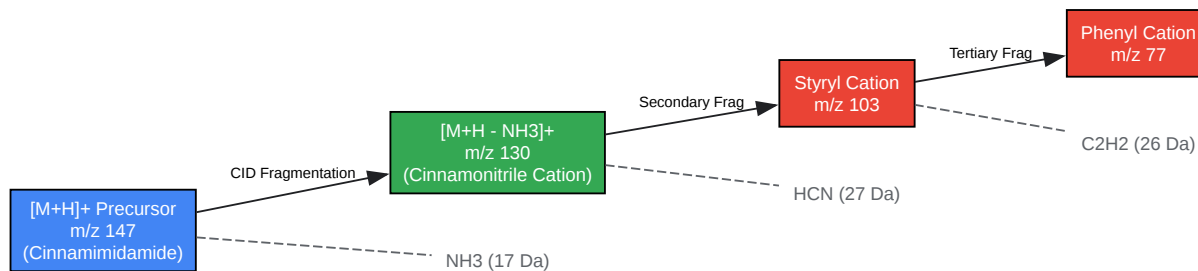 [M+H]+ Precursor
m/z 147
(Cinnamimidamide)
CID Fragmentation
NH3 (17 Da)
[M+H - NH3]+
m/z 130
(Cinnamonitrile Cation)
Secondary Frag
HCN (27 Da)
Styryl Cation
m/z 103
Tertiary Frag
C2H2 (26 Da)
Phenyl Cation
m/z 77